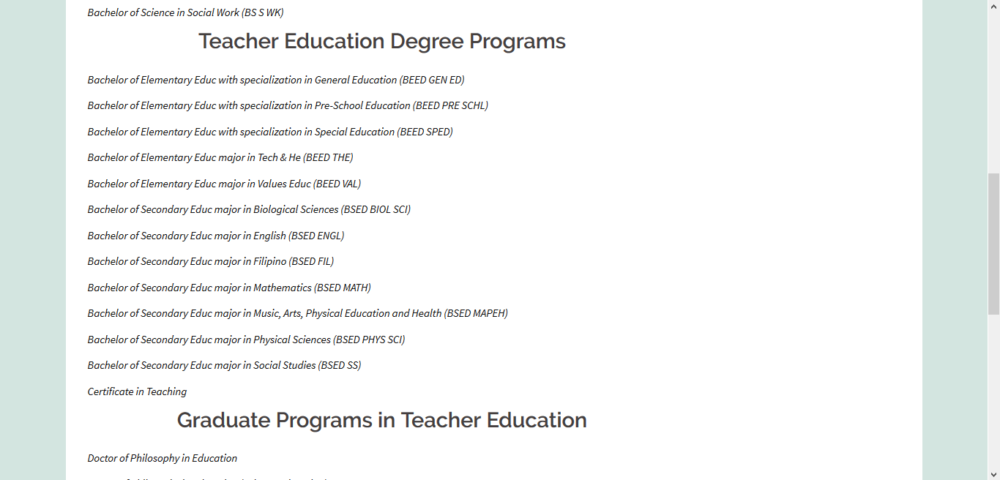 Bachelor of Science in Social Work (BS S WK)
Teacher Education Degree Programs
Bachelor of Elementary Educ with specialization in General Education (BEED GEN ED)
Bachelor of Elementary Educ with specialization in Pre-School Education (BEED PRE SCHL)
Bachelor of Elementary Educ with specialization in Special Education (BEED SPED)
Bachelor of Elementary Educ major in Tech & He (BEED THE)
Bachelor of Elementary Educ major in Values Educ (BEED VAL)
Bachelor of Secondary Educ major in Biological Sciences (BSED BIOL SCI)
Bachelor of Secondary Educ major in English (BSED ENGL)
Bachelor of Secondary Educ major in Filipino (BSED FIL)
Bachelor of Secondary Educ major in Mathematics (BSED MATH)
Bachelor of Secondary Educ major in Music, Arts, Physical Education and Health (BSED MAPEH)
Bachelor of Secondary Educ major in Physical Sciences (BSED PHYS SCI)
Bachelor of Secondary Educ major in Social Studies (BSED SS)
Certificate in Teaching
Graduate Programs in Teacher Education
Doctor of Philosophy in Education